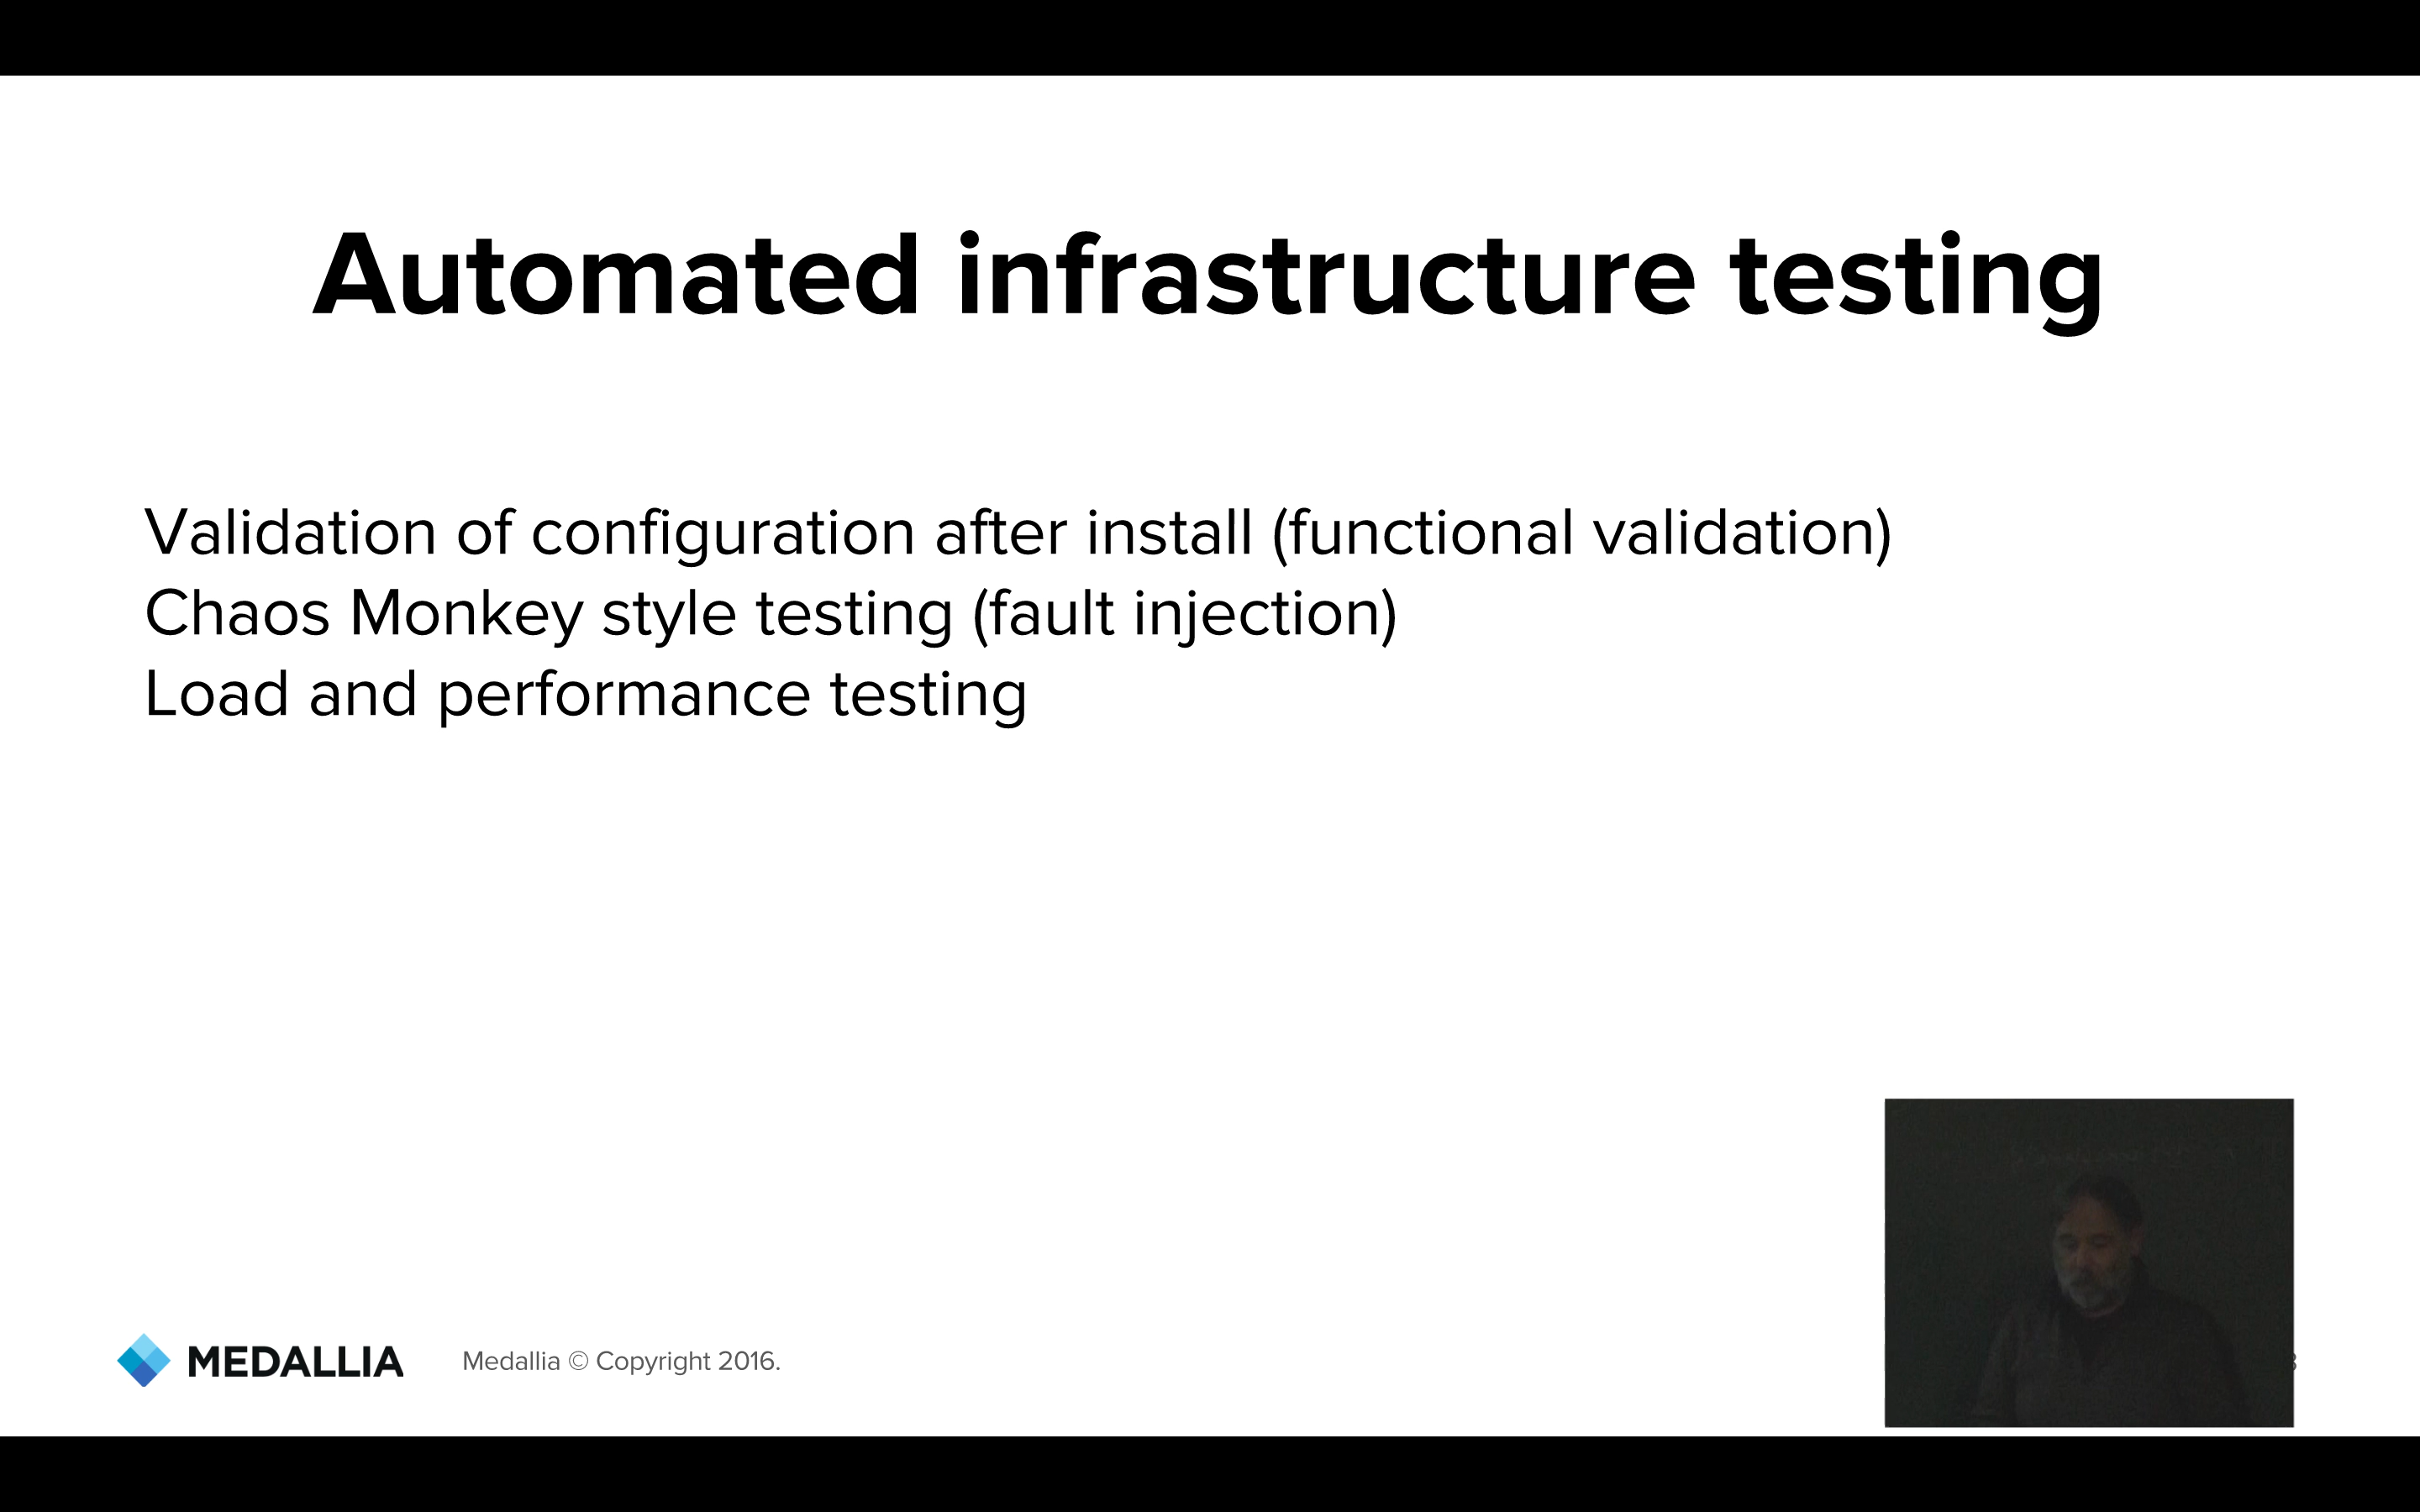 Automated infrastructure testing
Validation of configuration after install (functional validation)
Chaos Monkey style testing (fault injection)
Load and performance testing
MEDALLIA
Medallia © Copyright 2016.